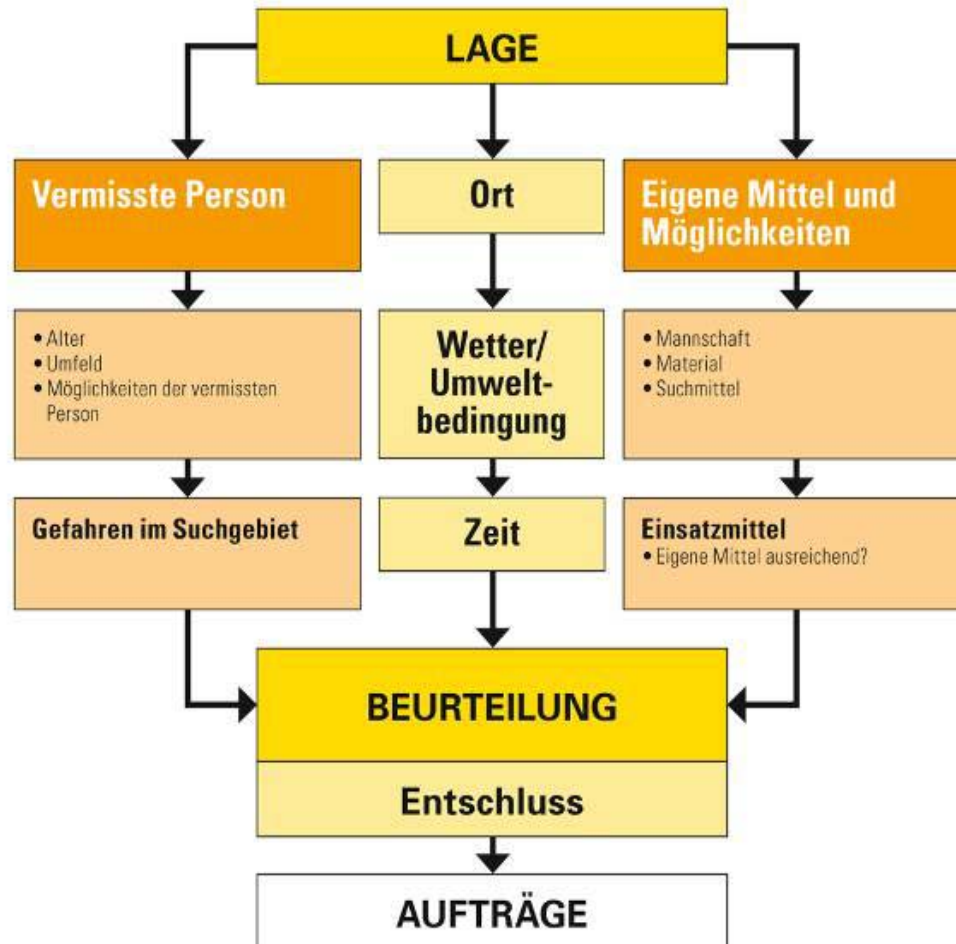 LAGE
Vermisste Person
Ort
Eigene Mittel und
Möglichkeiten
• Alter
• Umfeld
• Möglichkeiten der vermissten
Person
Wetter/
Umwelt-
bedingung
• Mannschaft
• Material
• Suchmittel
Gefahren im Suchgebiet
Zeit
Einsatzmittel
• Eigene Mittel ausreichend?
BEURTEILUNG
Entschluss
AUFTRÄGE